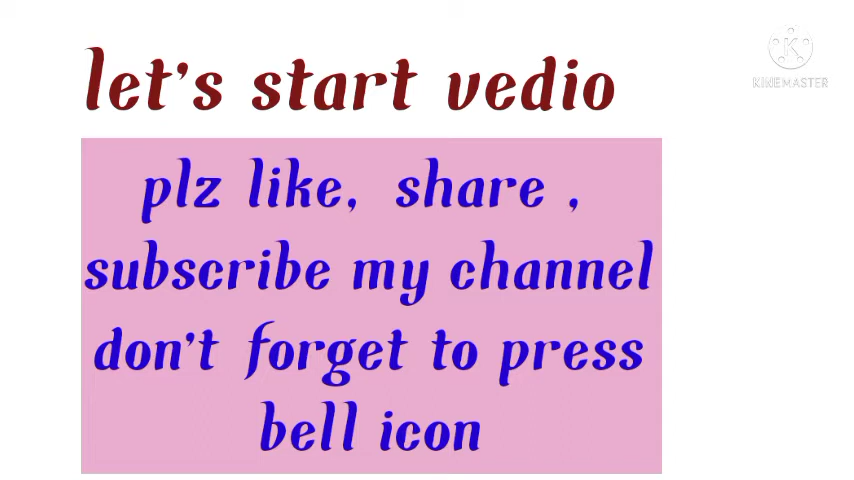 let's start vedio
K
KINEMASTER
plz like, share ,
subscribe my channel
don't forget to press
bell icon